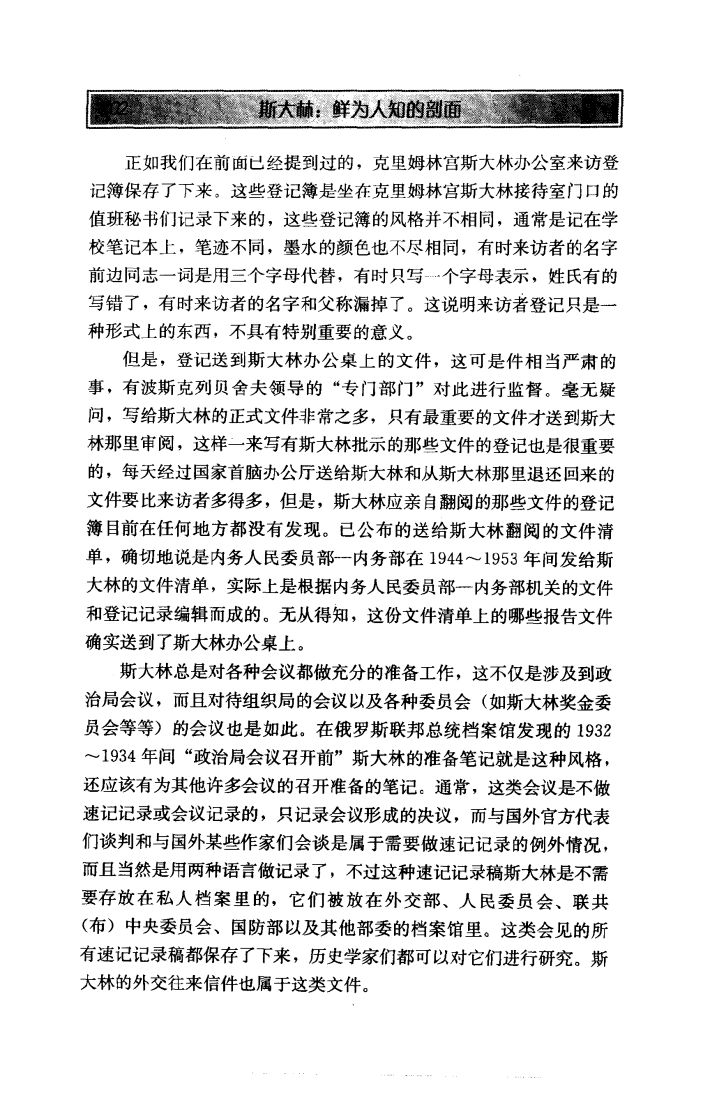 斯大林：鲜为人知的剖面
正如我们在前面已经提到过的，克里姆林宫斯大林办公室来访登
记簿保存了下来。这些登记簿是坐在克里姆林宫斯大林接待室门口的
值班秘书们记录下来的，这些登记簿的风格并不相同，通常是记在学
校笔记本上，笔迹不同，墨水的颜色也不尽相同，有时来访者的名字
前边同志一词是用三个字母代替，有时只写一个字母表示，姓氏有的
写错了，有时来访者的名字和父称漏掉了。这说明来访者登记只是一
种形式上的东西，不具有特别重要的意义。
但是，登记送到斯大林办公桌上的文件，这可是件相当严肃的
事，有波斯克列贝舍夫领导的“专门部门”对此进行监督。毫无疑
问，写给斯大林的正式文件非常之多，只有最重要的文件才送到斯大
林那里审阅，这样一来写有斯大林批示的那些文件的登记也是很重要
的，每天经过国家首脑办公厅送给斯大林和从斯大林那里退还回来的
文件要比来访者多得多，但是，斯大林应亲自翻阅的那些文件的登记
簿目前在任何地方都没有发现。已公布的送给斯大林翻阅的文件清
单，确切地说是内务人民委员部—内务部在 1944～1953 年间发给斯
大林的文件清单，实际上是根据内务人民委员部—内务部机关的文件
和登记记录编辑而成的。无从得知，这份文件清单上的哪些报告文件
确实送到了斯大林办公桌上。
斯大林总是对各种会议都做充分的准备工作，这不仅是涉及到政
治局会议，而且对待组织局的会议以及各种委员会（如斯大林奖金委
员会等等）的会议也是如此。在俄罗斯联邦总统档案馆发现的 1932
～1934 年间“政治局会议召开前”斯大林的准备笔记就是这种风格，
还应该有为其他许多会议的召开准备的笔记。通常，这类会议是不做
速记记录或会议记录的，只记录会议形成的决议，而与国外官方代表
们谈判和与国外某些作家们会谈是属于需要做速记记录的例外情况，
而且当然是用两种语言做记录了，不过这种速记记录稿斯大林是不需
要存放在私人档案里的，它们被放在外交部、人民委员会、联共
（布）中央委员会、国防部以及其他部委的档案馆里。这类会见的所
有速记记录稿都保存了下来，历史学家们都可以对它们进行研究。斯
大林的外交往来信件也属于这类文件。